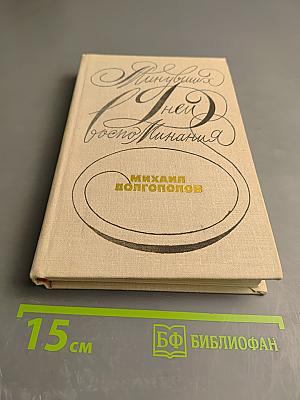 Минувших
Дней
воспоминания
МИХАИЛ
ДОЛГОПОЛОВ
15 см
БФ БИБЛИОФАН